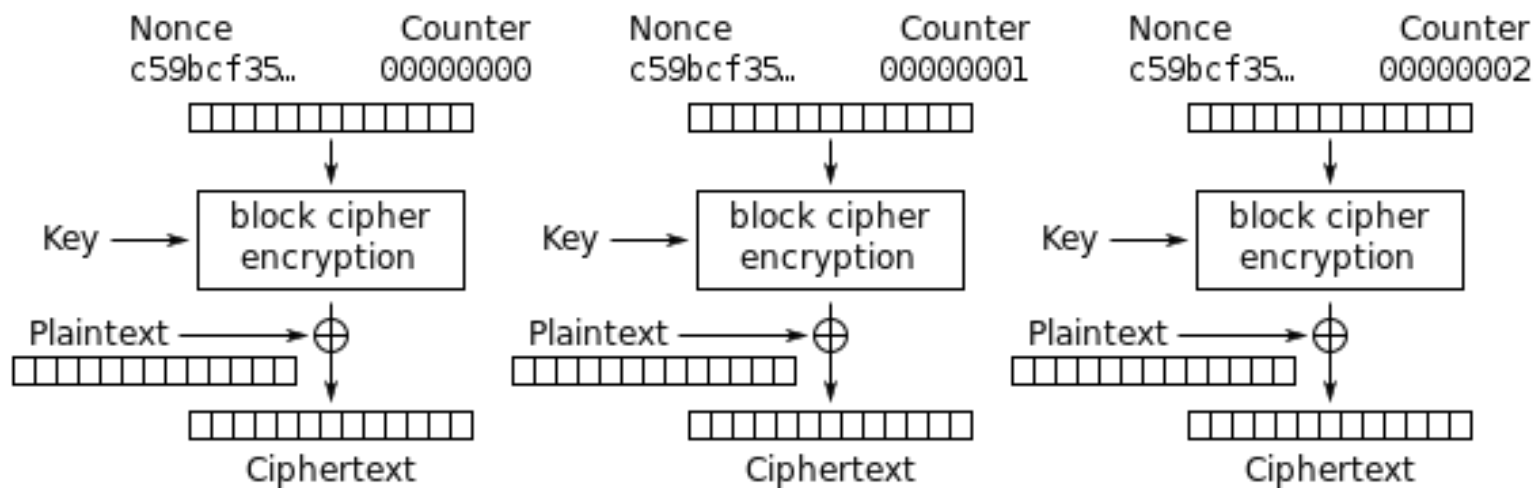 Nonce Counter Nonce Counter Nonce Counter
c59bcf35… 00000000 c59bcf35… 00000001 c59bcf35… 00000002
block cipher block cipher block cipher
Key Key Key
encryption encryption encryption
Plaintext Plaintext Plaintext
Ciphertext Ciphertext Ciphertext